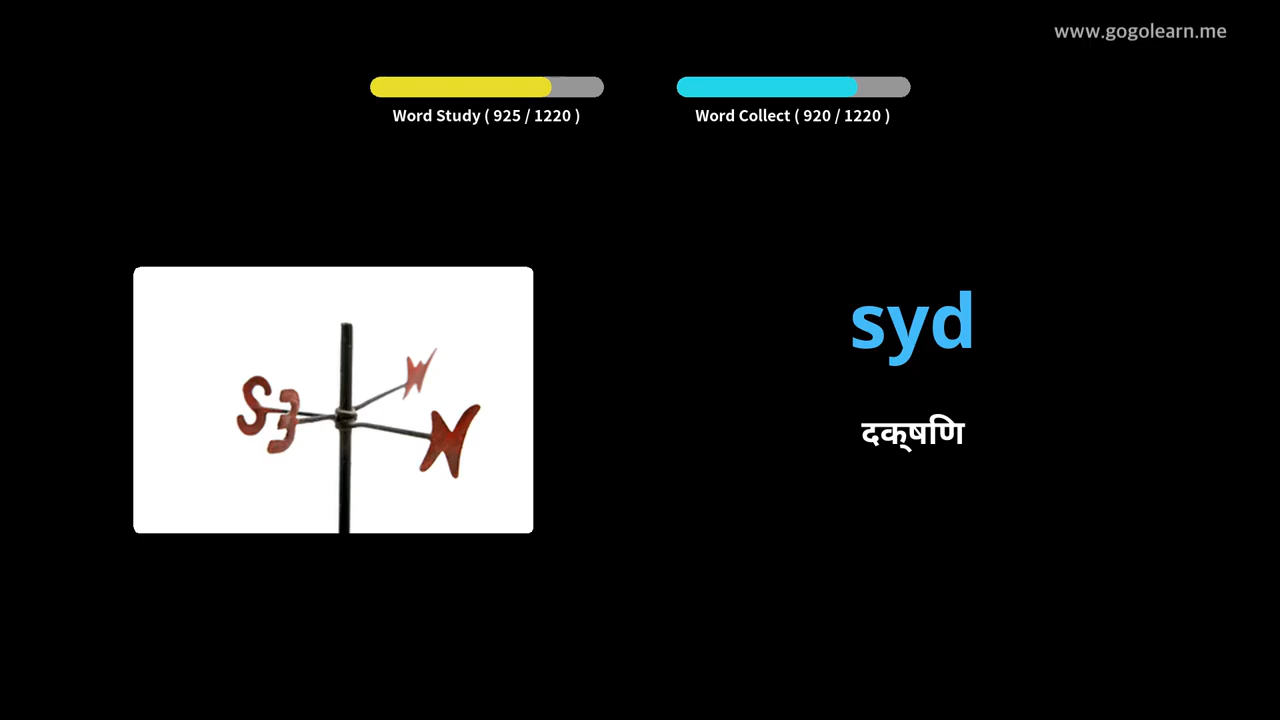 www.gogolearn.me
Word Study ( 925 / 1220 )
Word Collect ( 920 / 1220 )
syd
दक्‌षणि
S E